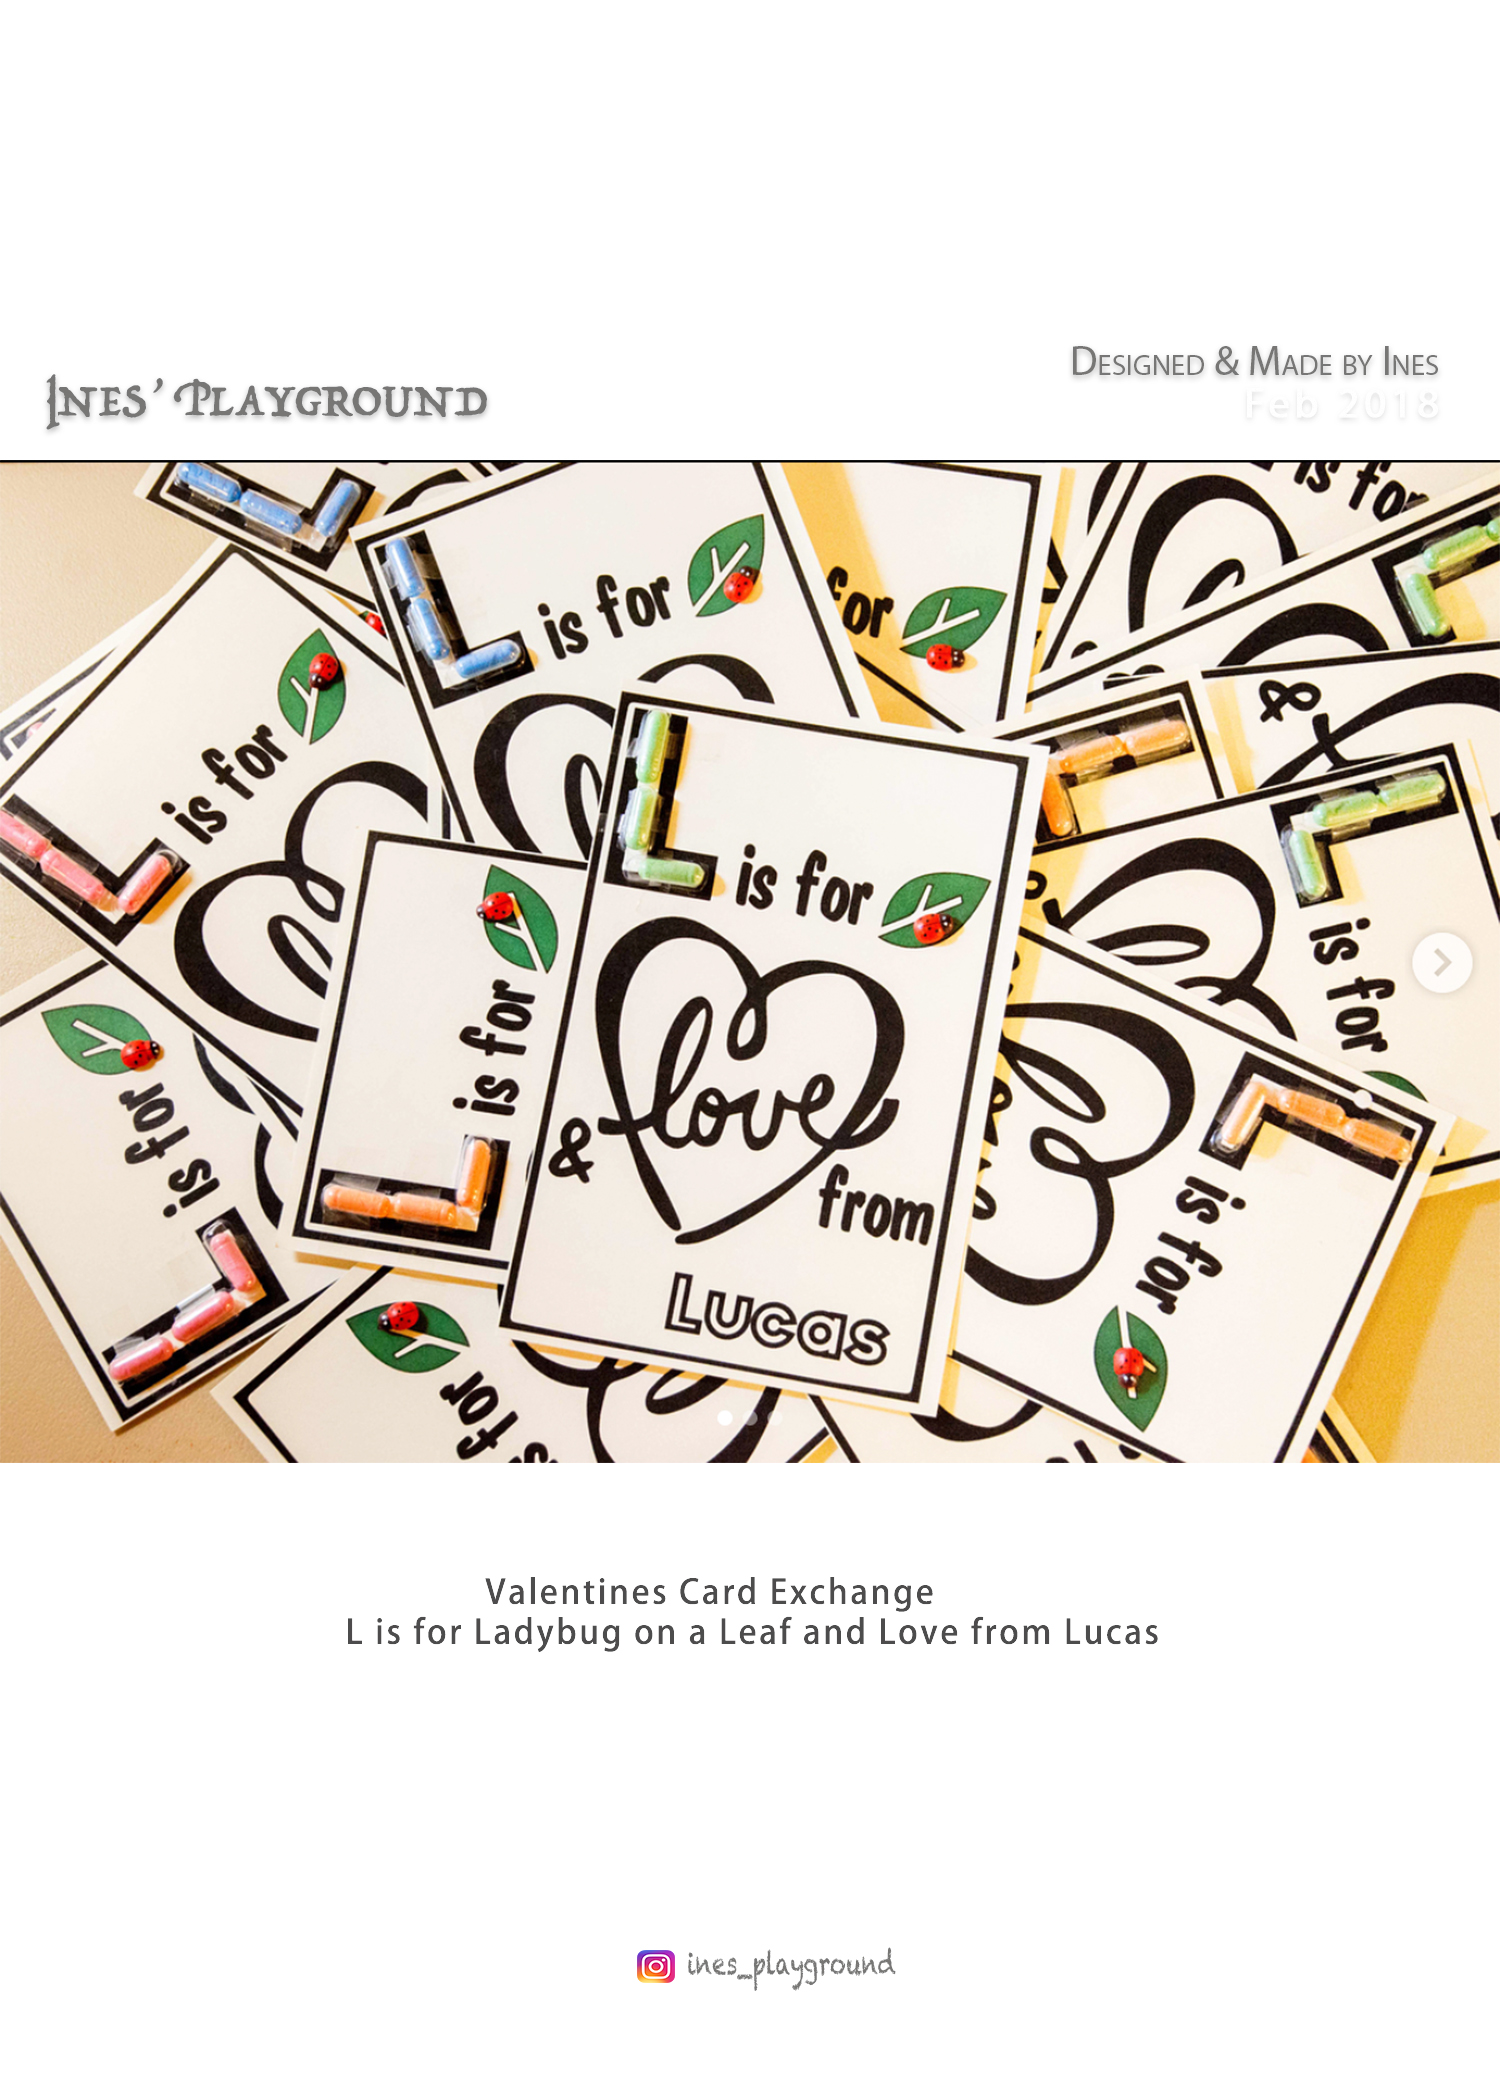 Designed & Made by Ines
Ines' Playground
Feb 2018
is for
is for
for
is for
&
L is for
is for
is for
is for
is for
is for
love
&
from
Lucas
is for
Valentines Card Exchange
L is for Ladybug on a Leaf and Love from Lucas
ines_playground